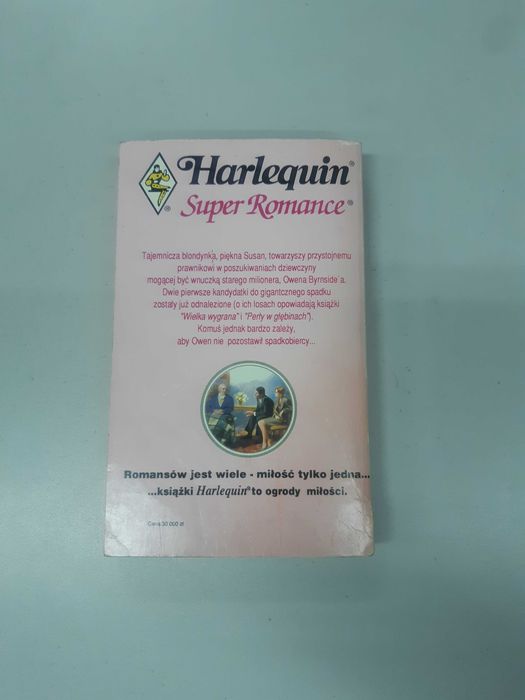 Harlequin®
®
Super Romance®
Tajemnicza blondynka, piękna Susan, towarzyszy przystojnemu
prawnikowi w poszukiwaniach dziewczyny
mogącej być wnuczką starego milionera, Owena Byrnside'a.
Dwie pierwsze kandydatki do gigantcznego spadku
zostały już odnalezione (o ich losach opowiadają książki
"Wielka wygrana" i "Perły w głębinach").
Komuś jednak bardzo zależy,
aby Owen nie pozostawił spadkobiercy...
Romansów jest wiele - miłość tylko jedna...
...książki Harlequin® to ogrody miłości.
Cena 30 000 zł